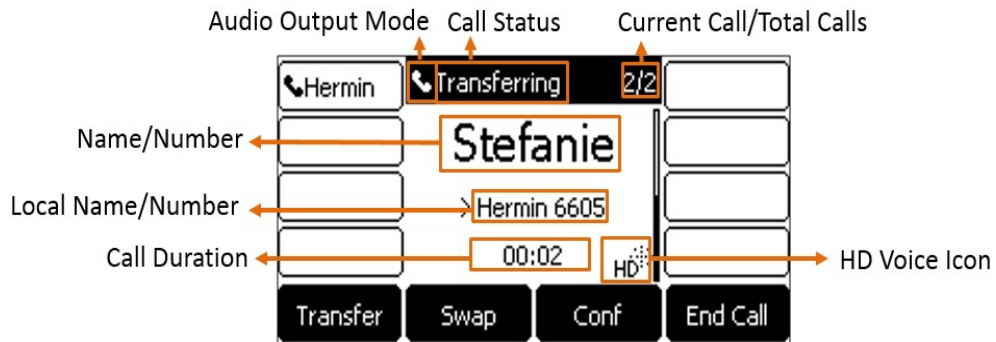 Audio Output Mode Call Status Current Call/Total Calls
Hermin Transferring 2/2
Name/Number Stefanie
Local Name/Number > Hermin 6605
Call Duration 00:02 HD HD Voice Icon
Transfer Swap Conf End Call